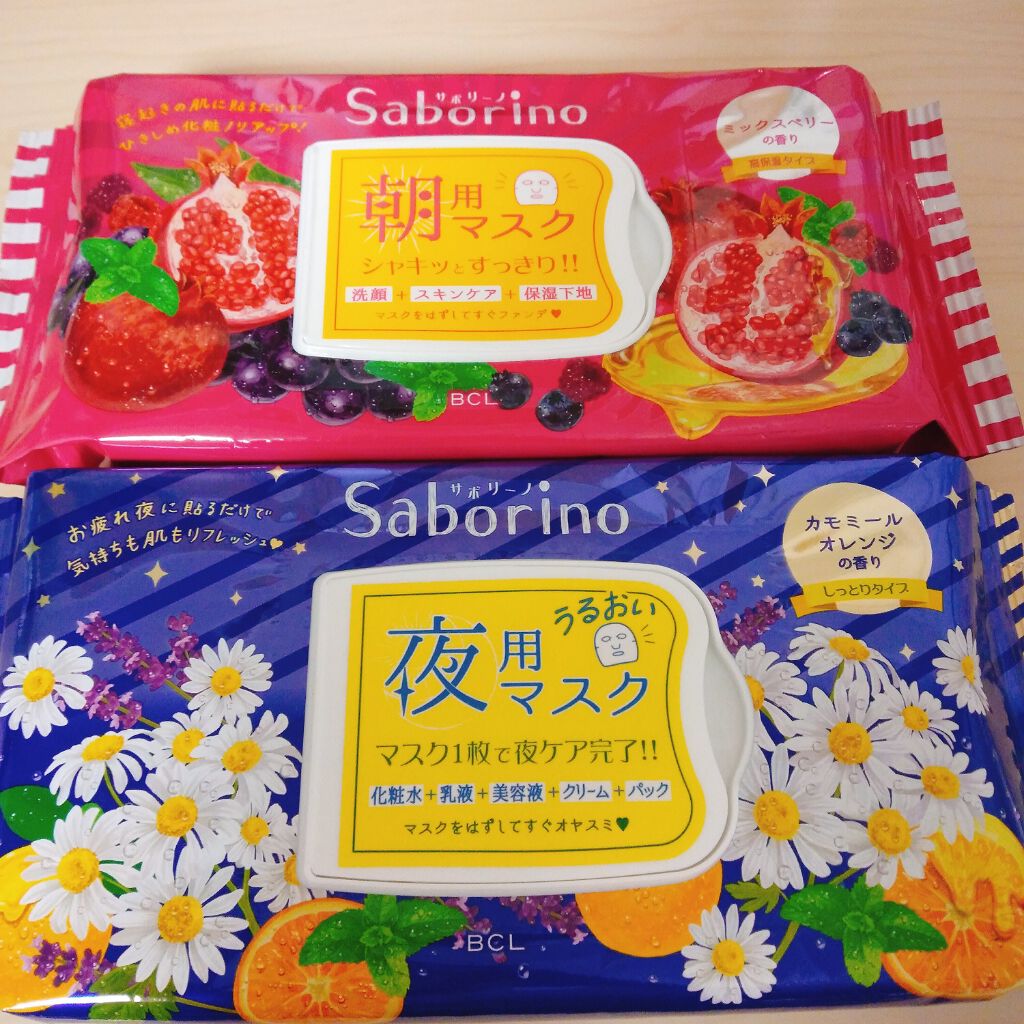 サボリーノ
Saborino
寝起きの肌に貼るだけで
ひきしめ化粧ノリアップ!
ミックスベリー
の香り
高保湿タイプ
朝用マスク
シャキッとすっきり!!
洗顔+スキンケア+保湿下地
マスクをはずしてすぐファンデ♥
BCL
サボリーノ
Saborino
お疲れ夜に貼るだけで
気持ちも肌もリフレッシュ♥
カモミール
オレンジ
の香り
しっとりタイプ
うるおい
夜用マスク
マスク1枚で夜ケア完了!!
化粧水+乳液+美容液+クリーム+パック
マスクをはずしてすぐオヤスミ♥
BCL